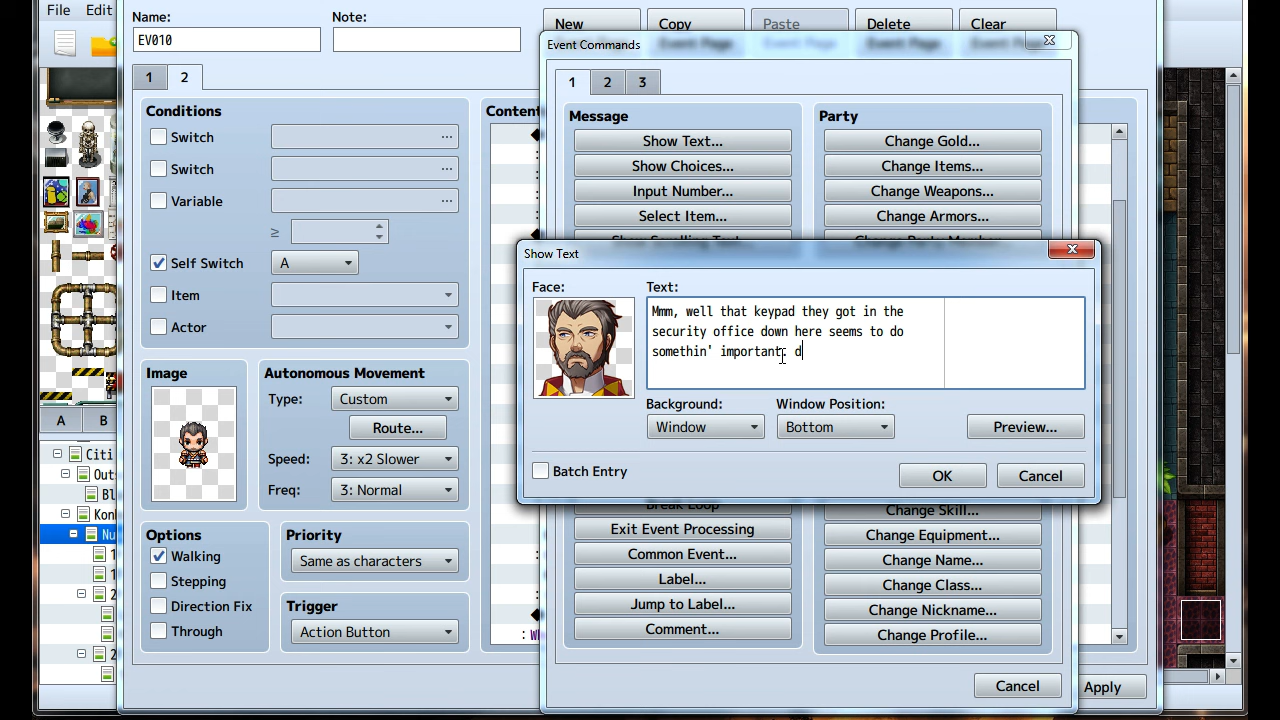 File Edit
Name:
Note:
EV010
1 2
Conditions
Switch
Switch
Variable
≥
Self Switch A
Item
Actor
Image
Autonomous Movement
Type: Custom
Route...
Speed: 3: x2 Slower
Freq: 3: Normal
Options
Walking
Stepping
Direction Fix
Through
Priority
Same as characters
Trigger
Action Button
New
Copy
Paste
Delete
Clear
Event Commands
1 2 3
Message
Show Text...
Show Choices...
Input Number...
Select Item...
Party
Change Gold...
Change Items...
Change Weapons...
Change Armors...
Show Text
Face:
Text:
Mmm, well that keypad they got in the
security office down here seems to do
somethin' important. d
Background:
Window
Window Position:
Bottom
Preview...
Batch Entry
OK
Cancel
Break Loop
Exit Event Processing
Common Event...
Label...
Jump to Label...
Comment...
Change Skill...
Change Equipment...
Change Name...
Change Class...
Change Nickname...
Change Profile...
Cancel
Apply
A B